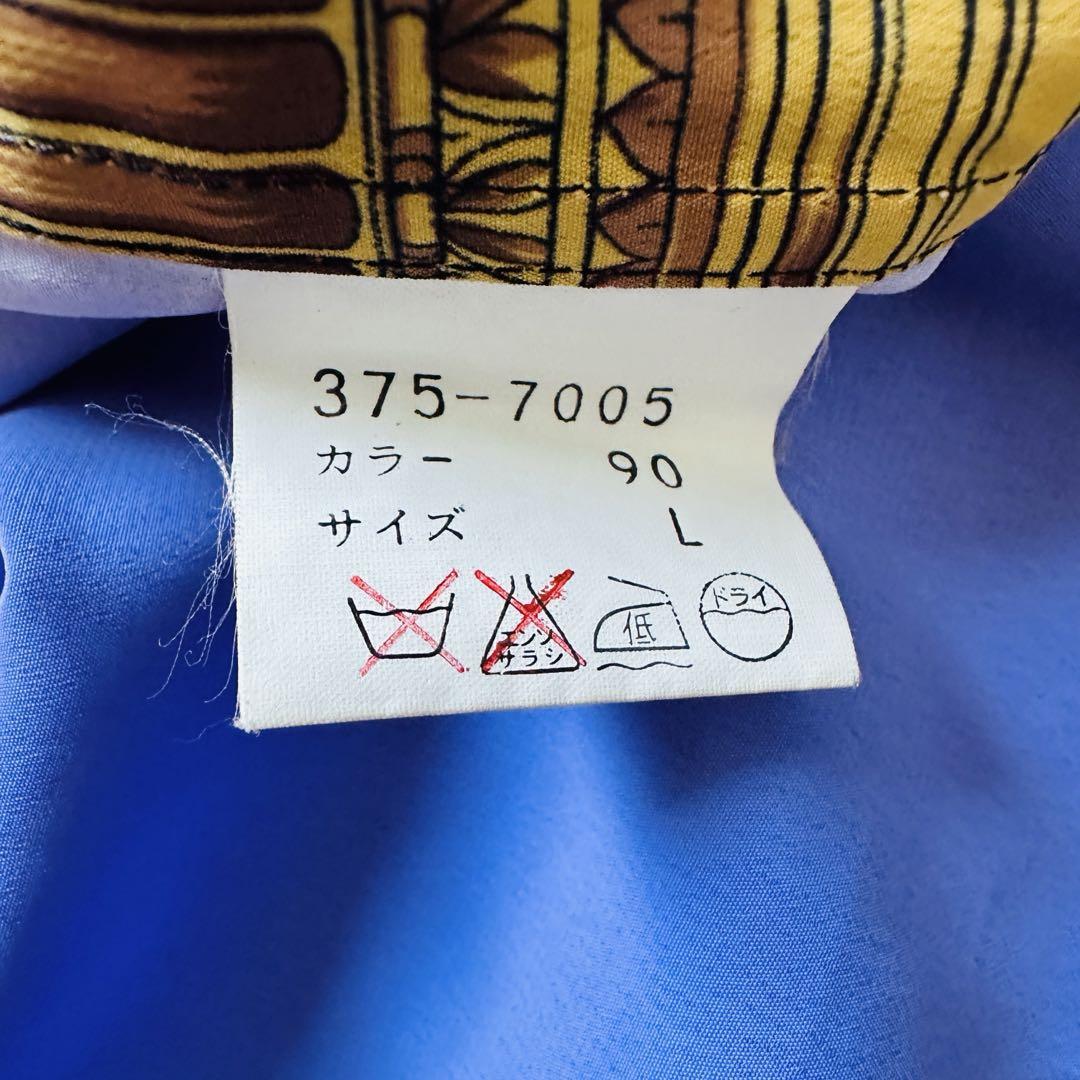 375-7005
カラー 90
サイズ L
エンソ
サラシ
低
ドライ